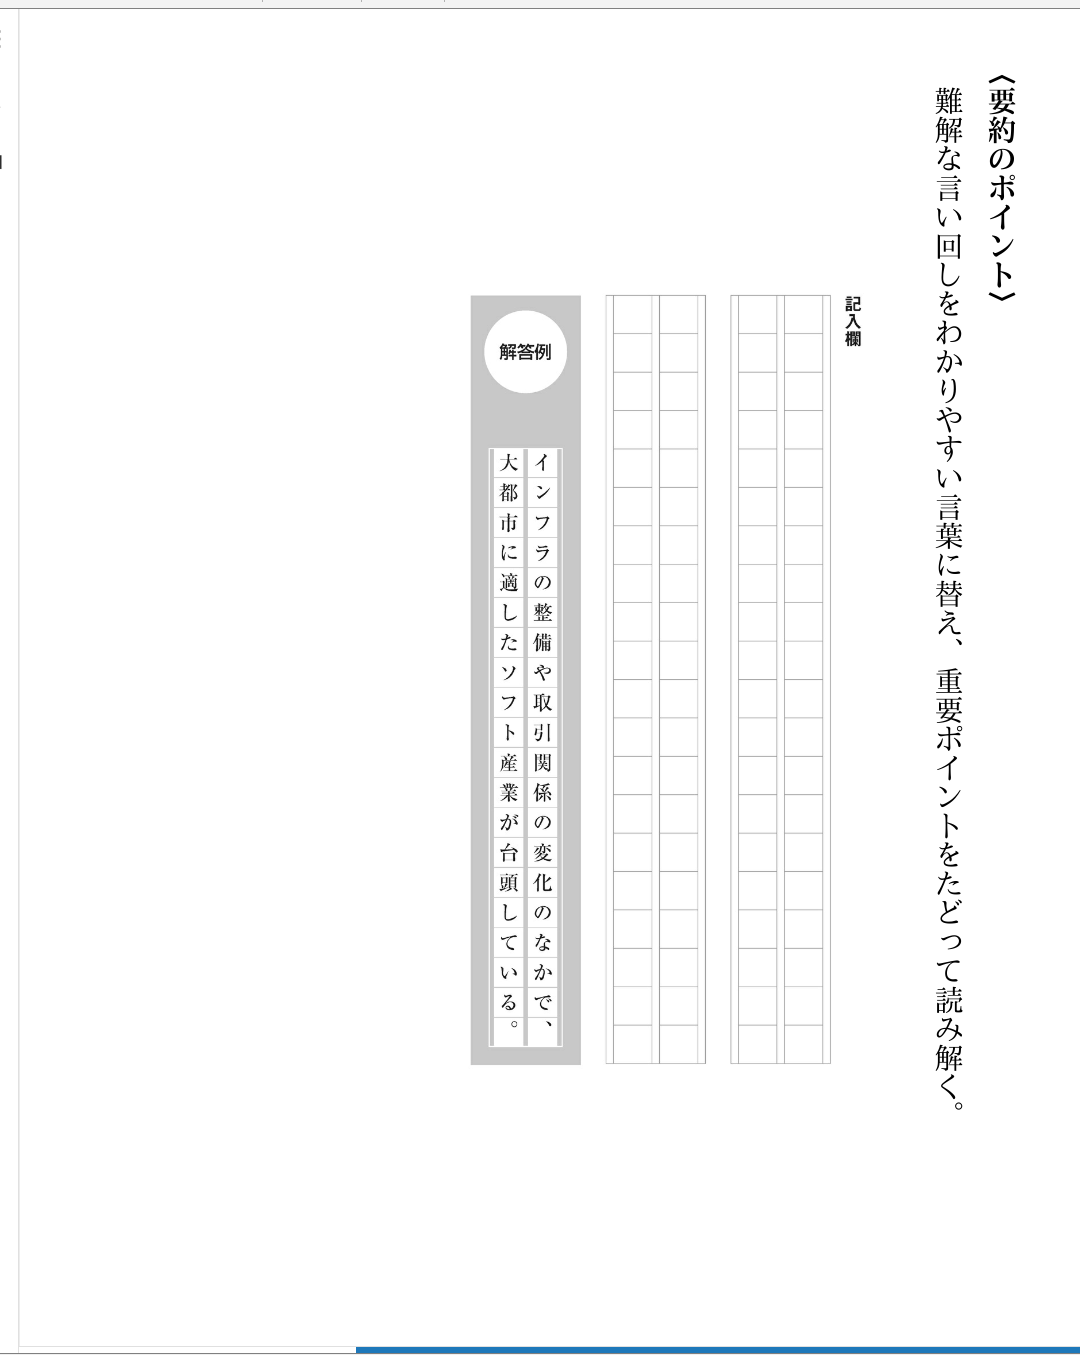 〈要約のポイント〉
難解な言い回しをわかりやすい言葉に替え、重要ポイントをたどって読み解く。
記入欄
解答例
インフラの整備や取引関係の変化のなかで、
大都市に適したソフト産業が台頭している。